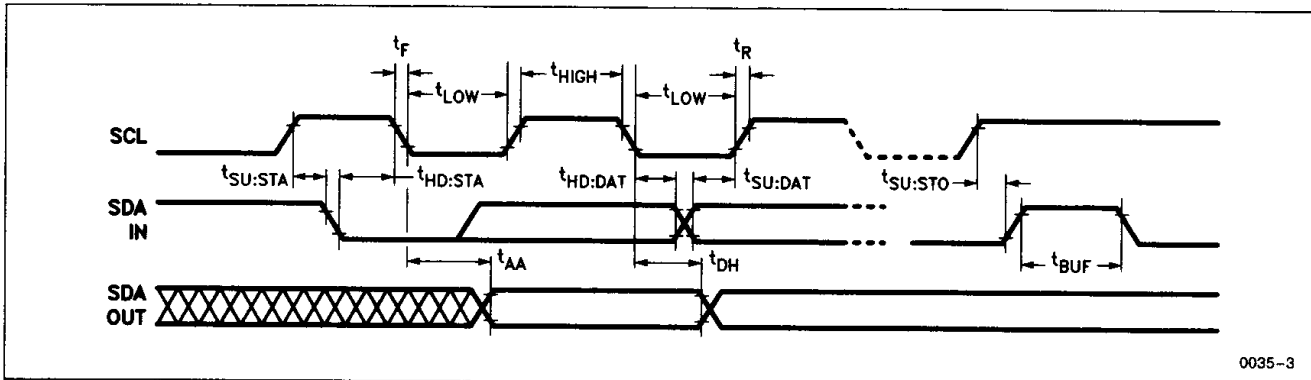 tF
tR
tLOW
tHIGH
tLOW
SCL
tSU:STA
tHD:STA
tHD:DAT
tSU:DAT
tSU:STO
SDA
IN
tAA
tDH
tBUF
SDA
OUT
0035-3